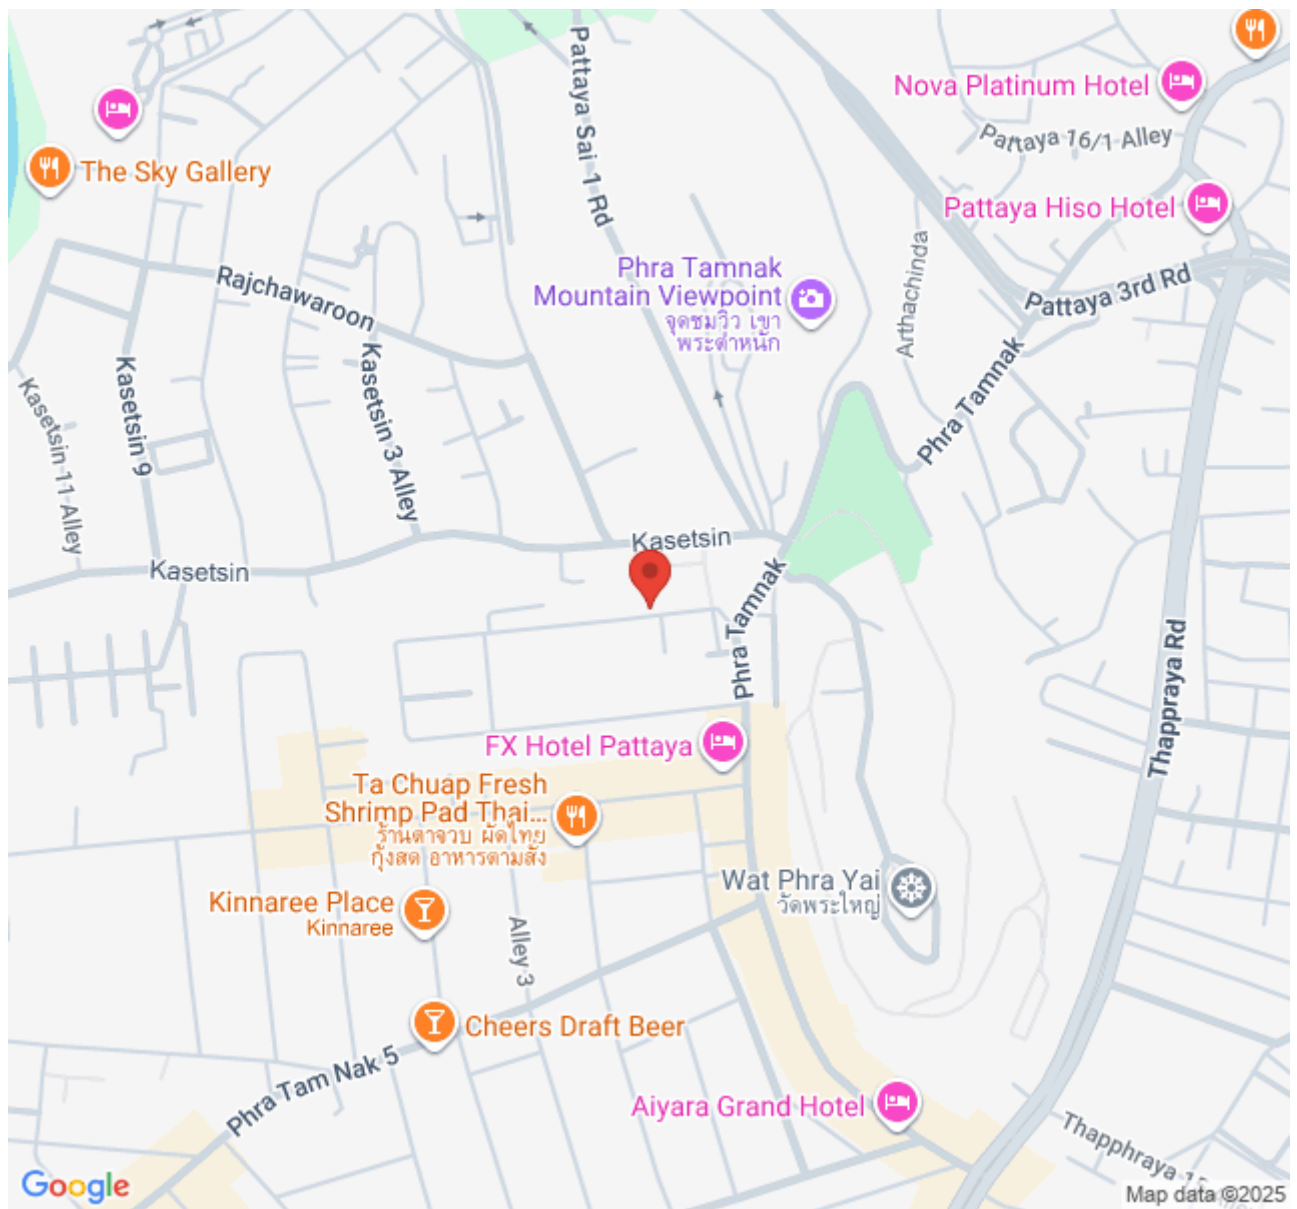 Nova Platinum Hotel
Pattaya 16/1 Alley
Pattaya Sai 1 Rd
The Sky Gallery
Pattaya Hiso Hotel
Rajchawaroon
Phra Tamnak
Mountain Viewpoint
จุดชมวิว เขา
พระตำหนัก
Arthachinda
Pattaya 3rd Rd
Phra Tamnak
Kasetsin 11 Alley
Kasetsin 9
Kasetsin 3 Alley
Kasetsin
Kasetsin
Phra Tamnak
Thappraya Rd
FX Hotel Pattaya
Ta Chuap Fresh
Shrimp Pad Thai...
ร้านตาจวบ ผัดไทย
กุ้งสด อาหารตามสั่ง
Wat Phra Yai
วัดพระใหญ่
Kinnaree Place
Kinnaree
Alley 3
Cheers Draft Beer
Phra Tam Nak 5
Aiyara Grand Hotel
Thapphraya
Google
Map data ©2025